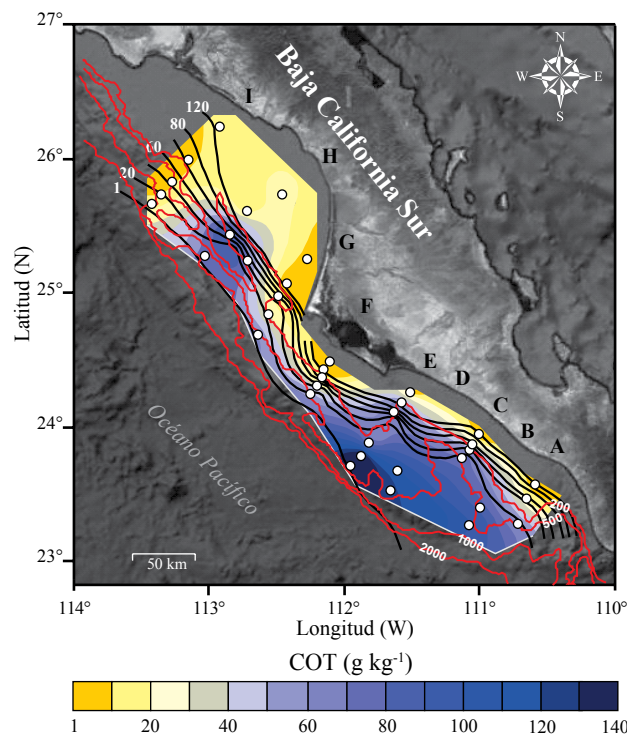 27°
26°
25°
24°
23°
Latitud (N)
N
W
E
S
Baja California Sur
I
H
G
F
E
D
C
B
A
120
80
60
20
1
Océano Pacífico
200
500
1000
2000
50 km
114°
113°
112°
111°
110°
Longitud (W)
COT (g kg-1)
1
20
40
60
80
100
120
140